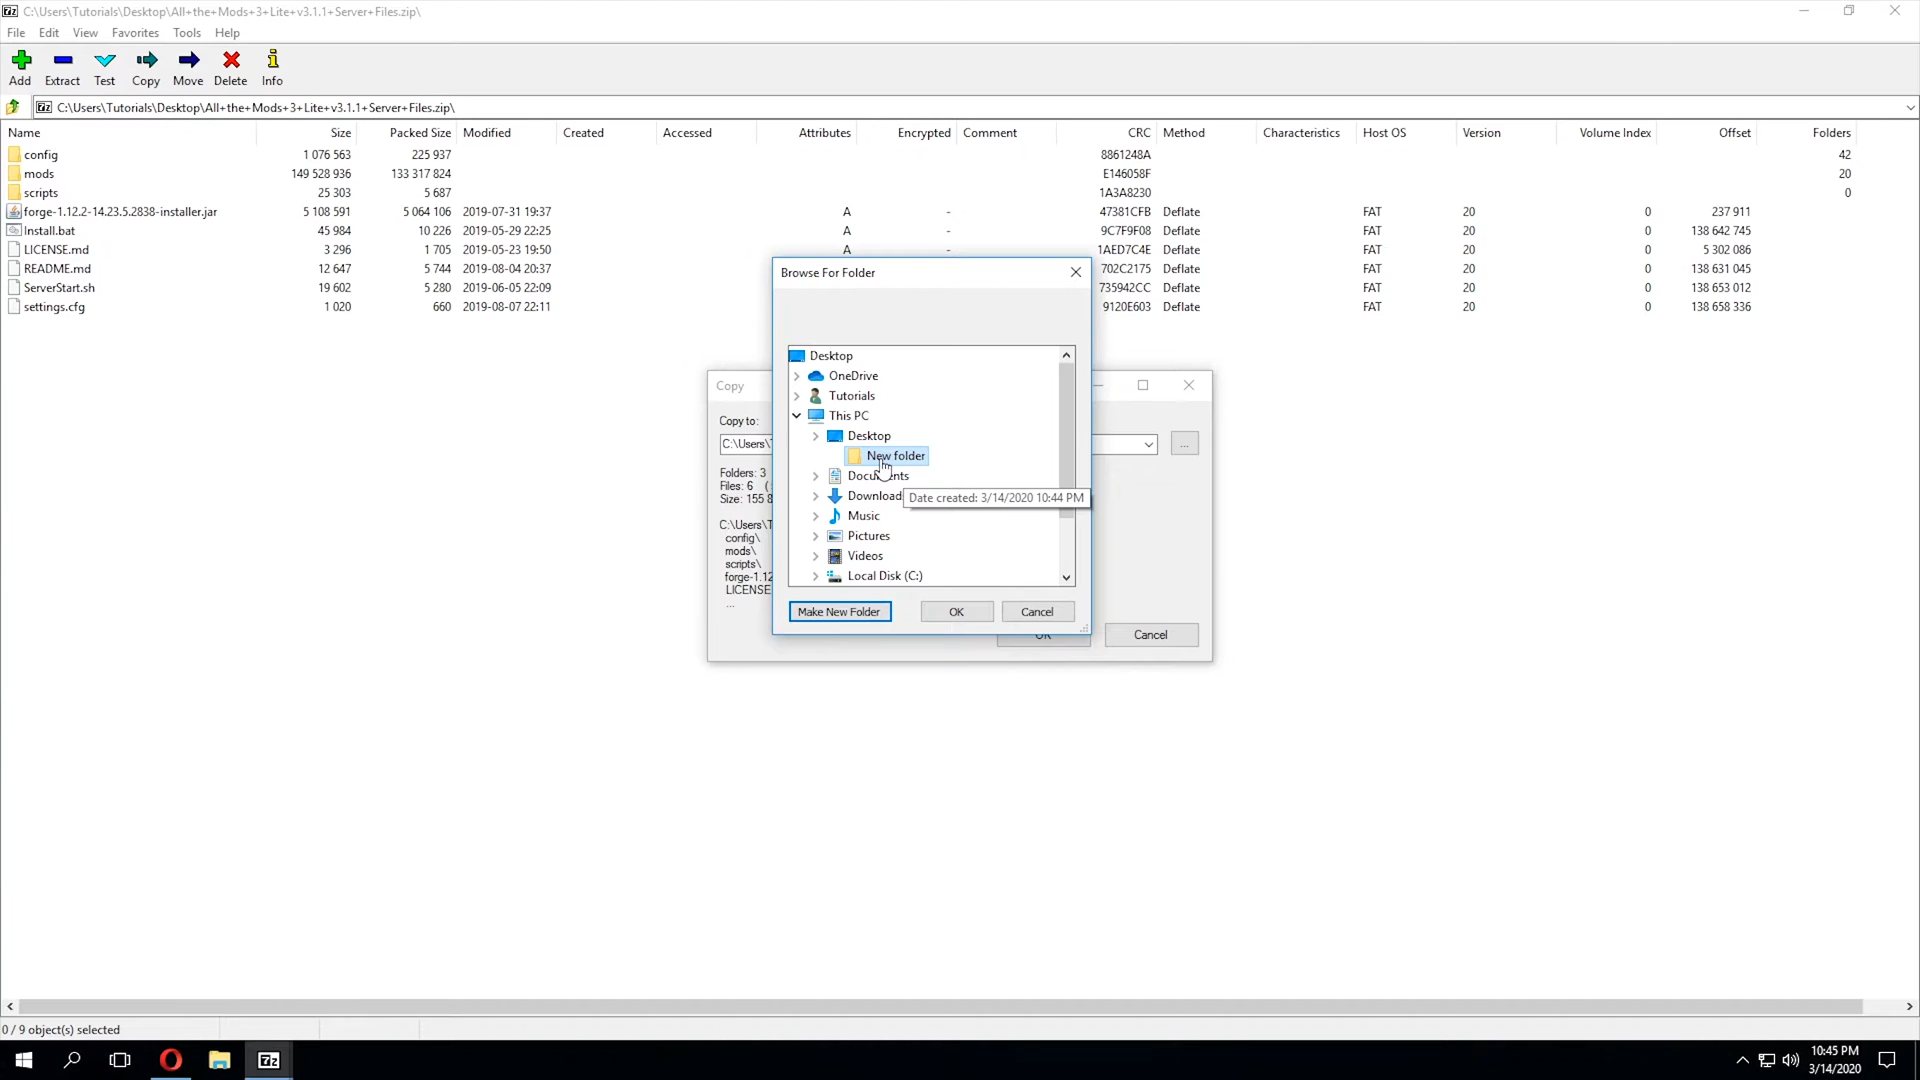 C:\Users\Tutorials\Desktop\All+the+Mods+3+Lite+v3.1.1+Server+Files.zip\
File Edit View Favorites Tools Help
Add Extract Test Copy Move Delete Info
C:\Users\Tutorials\Desktop\All+the+Mods+3+Lite+v3.1.1+Server+Files.zip\
Name Size Packed Size Modified Created Accessed Attributes Encrypted Comment CRC Method Characteristics Host OS Version Volume Index Offset Folders
config 1 076 563 225 937 8861248A 42
mods 149 528 936 133 317 824 E146058F 20
scripts 25 303 5 687 1A3A8230 0
forge-1.12.2-14.23.5.2838-installer.jar 5 108 591 5 064 106 2019-07-31 19:37 A - 47381CFB Deflate FAT 20 0 237 911
Install.bat 45 984 10 226 2019-05-29 22:25 A - 9C7F9F08 Deflate FAT 20 0 138 642 745
LICENSE.md 3 296 1 705 2019-05-23 19:50 A - 1AED7C4E Deflate FAT 20 0 5 302 086
README.md 12 647 5 744 2019-08-04 20:37 702C2175 Deflate FAT 20 0 138 631 045
ServerStart.sh 19 602 5 280 2019-06-05 22:09 735942CC Deflate FAT 20 0 138 653 012
settings.cfg 1 020 660 2019-08-07 22:11 9120E603 Deflate FAT 20 0 138 658 336
Browse For Folder
Desktop
OneDrive
Tutorials
This PC
Desktop
New folder
Documents
Downloads
Date created: 3/14/2020 10:44 PM
Music
Pictures
Videos
Local Disk (C:)
Make New Folder OK Cancel
Copy
Copy to:
C:\Users\ ...
Folders: 3
Files: 6 (
Size: 155 8
C:\Users\T
config\
mods\
scripts\
forge-1.12
LICENSE
...
OK Cancel
0 / 9 object(s) selected
7z
10:45 PM
3/14/2020